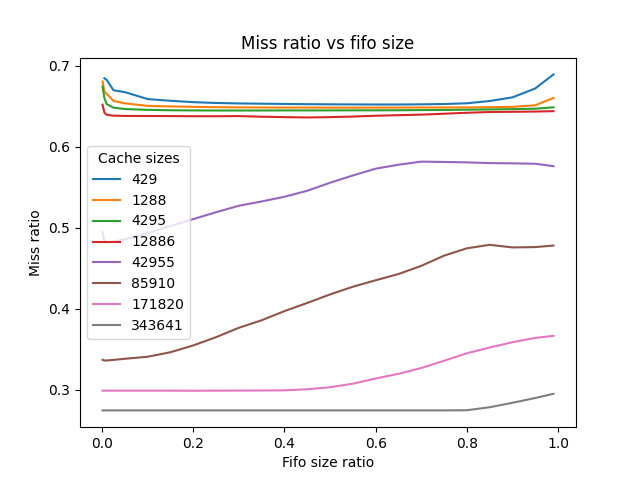 Miss ratio vs fifo size
0.7
0.6
0.5
0.4
0.3
Miss ratio
Cache sizes
429
1288
4295
12886
42955
85910
171820
343641
0.0 0.2 0.4 0.6 0.8 1.0
Fifo size ratio